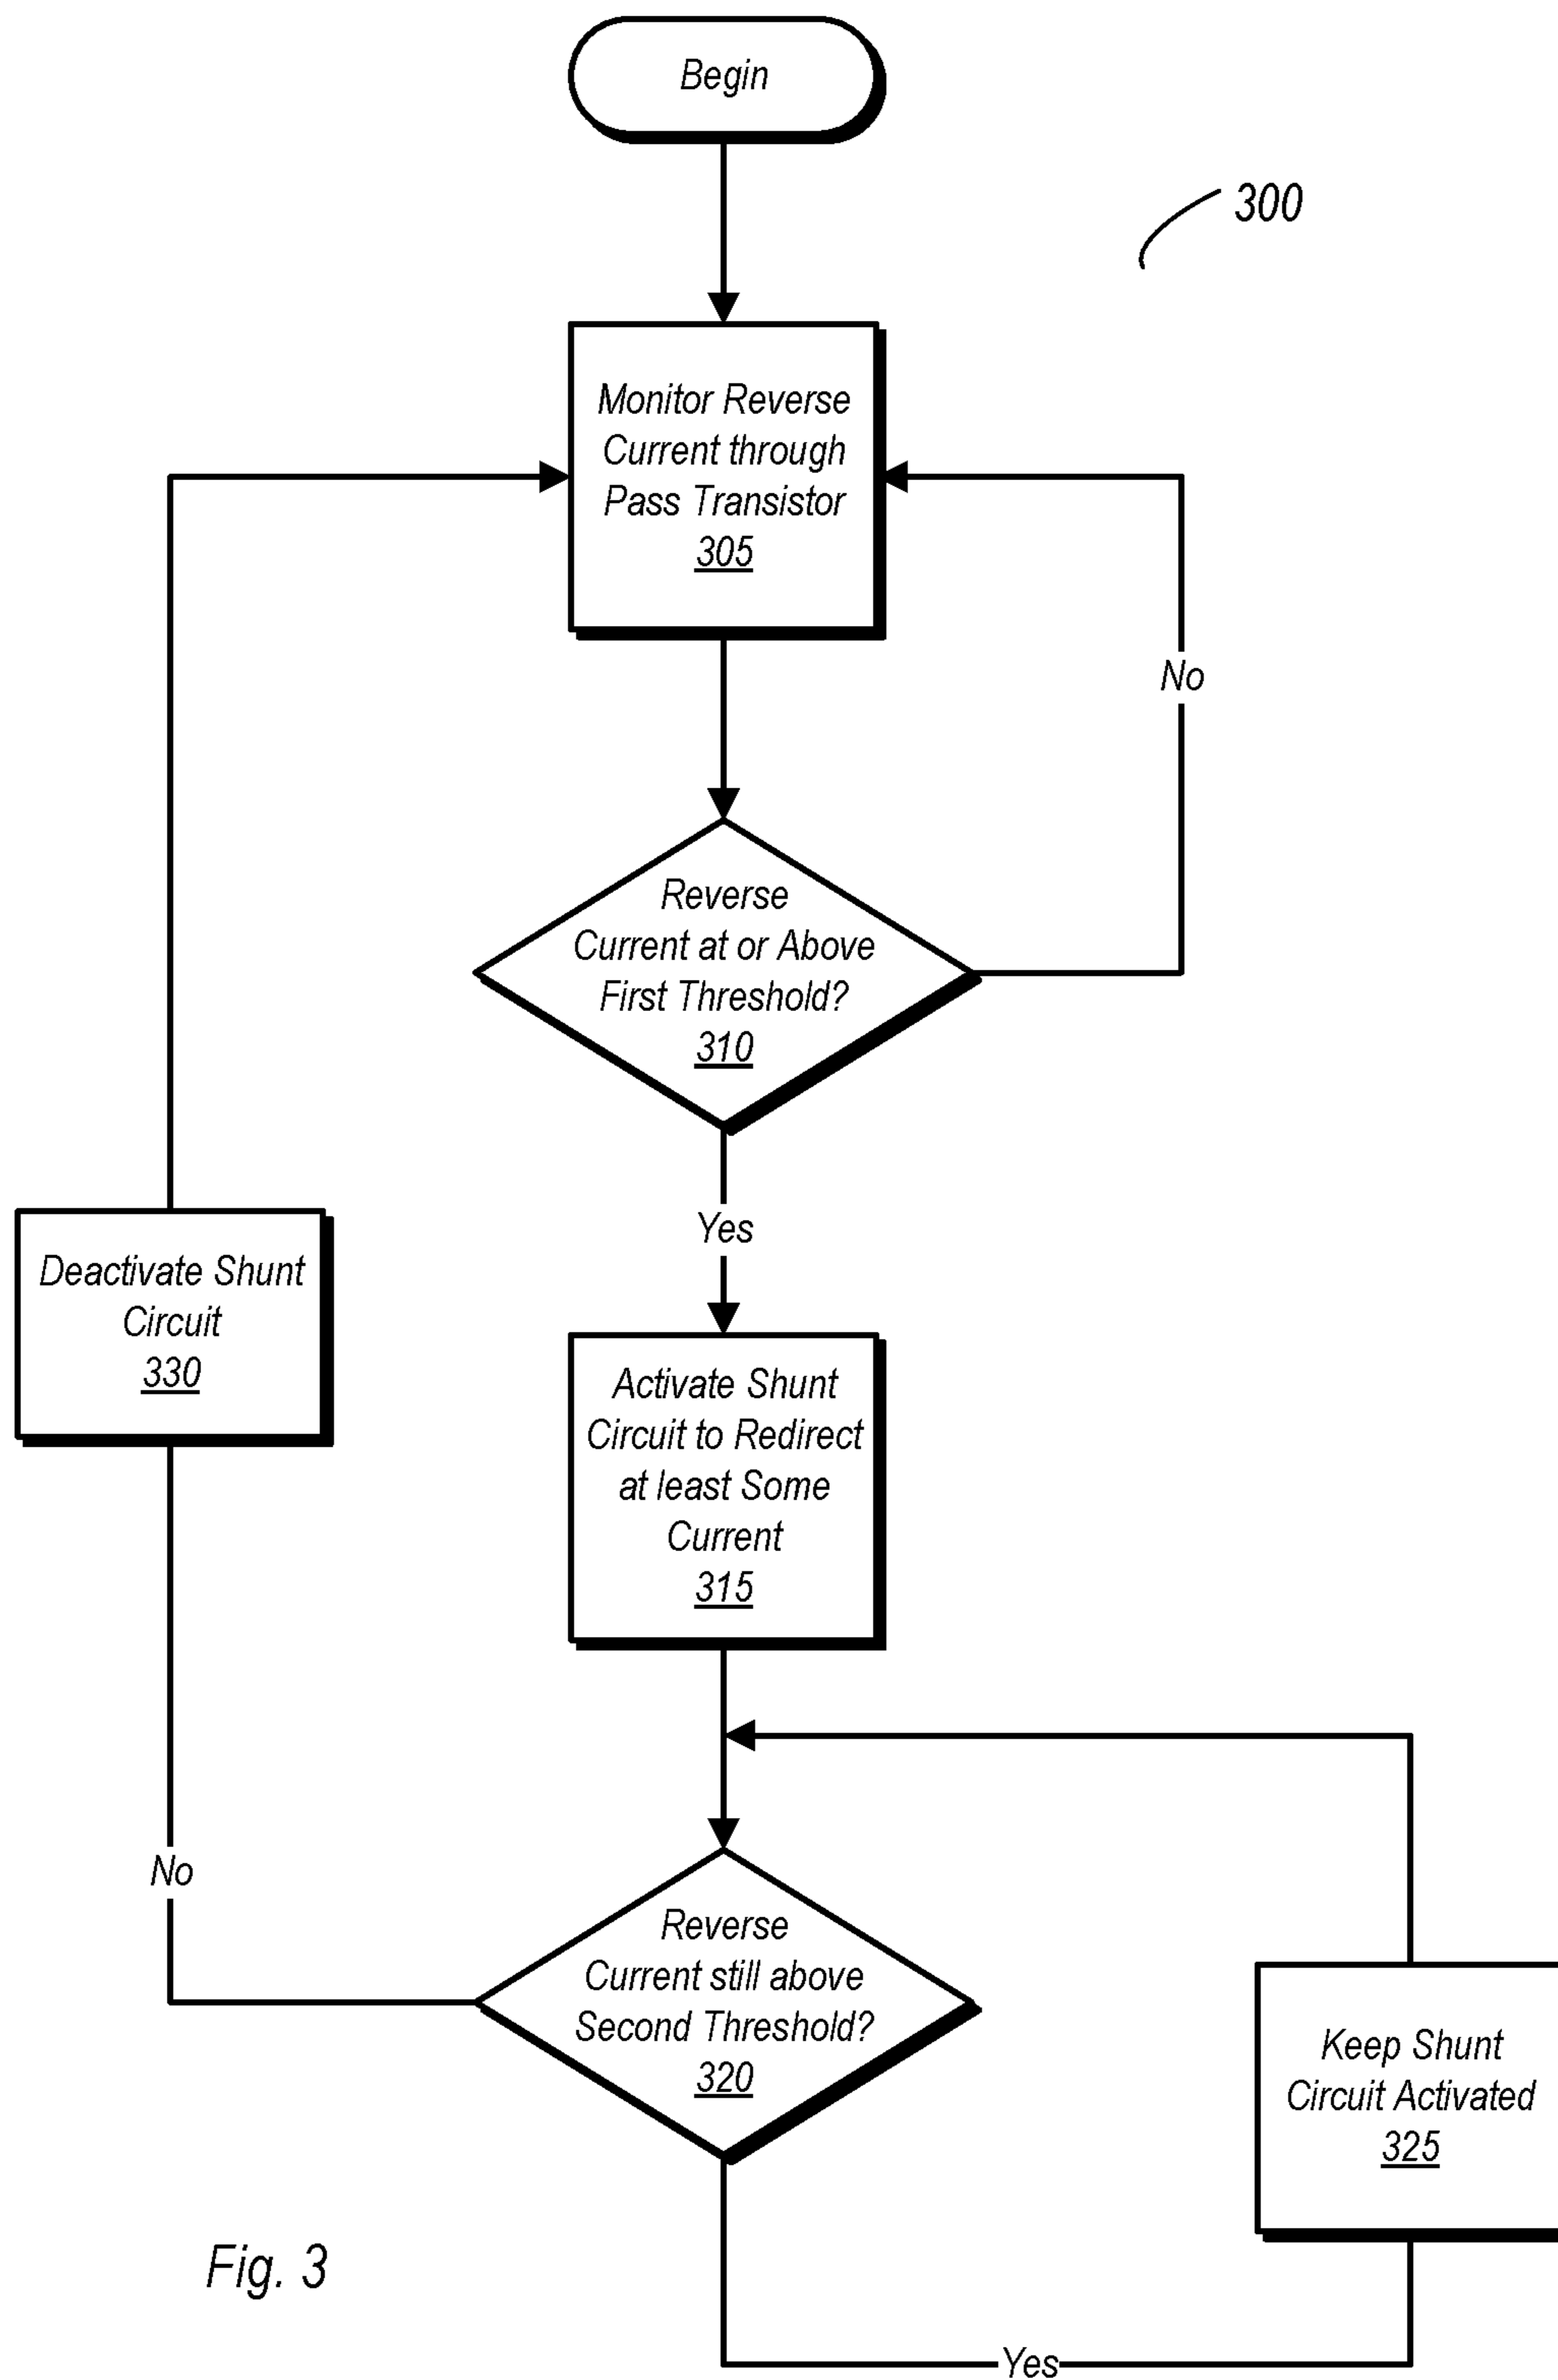 Begin
300
Monitor Reverse
Current through
Pass Transistor
305
No
Reverse
Current at or Above
First Threshold?
310
Yes
Deactivate Shunt
Circuit
330
Activate Shunt
Circuit to Redirect
at least Some
Current
315
No
Reverse
Current still above
Second Threshold?
320
Keep Shunt
Circuit Activated
325
Yes
Fig. 3